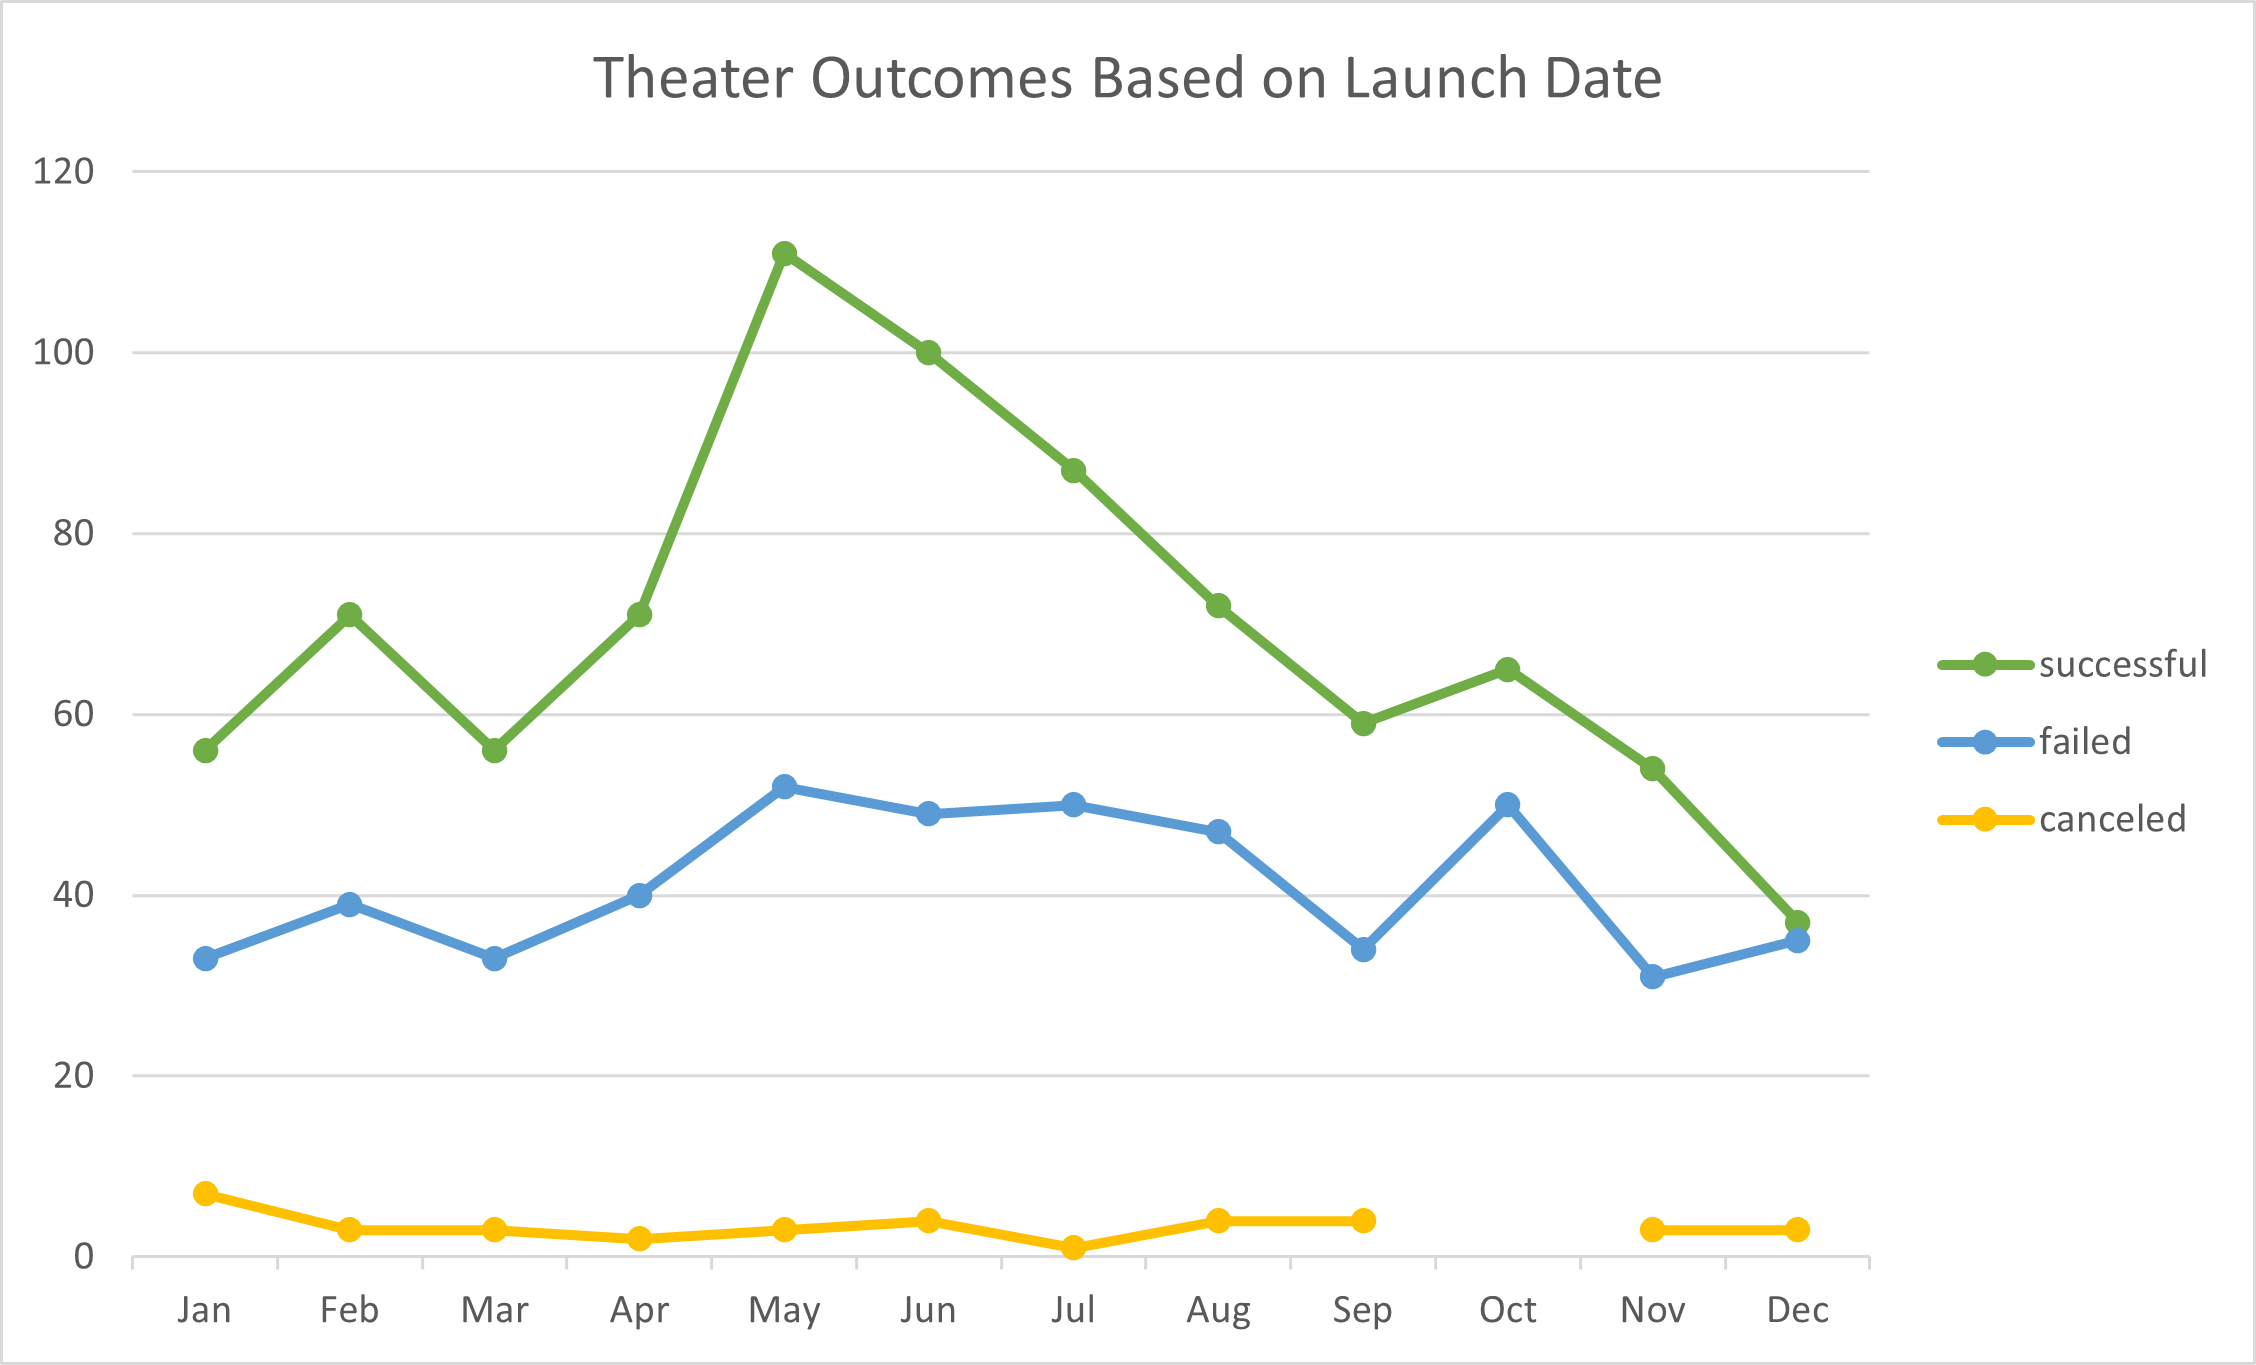 Theater Outcomes Based on Launch Date
120
100
80
60
40
20
0
Jan Feb Mar Apr May Jun Jul Aug Sep Oct Nov Dec
successful
failed
canceled